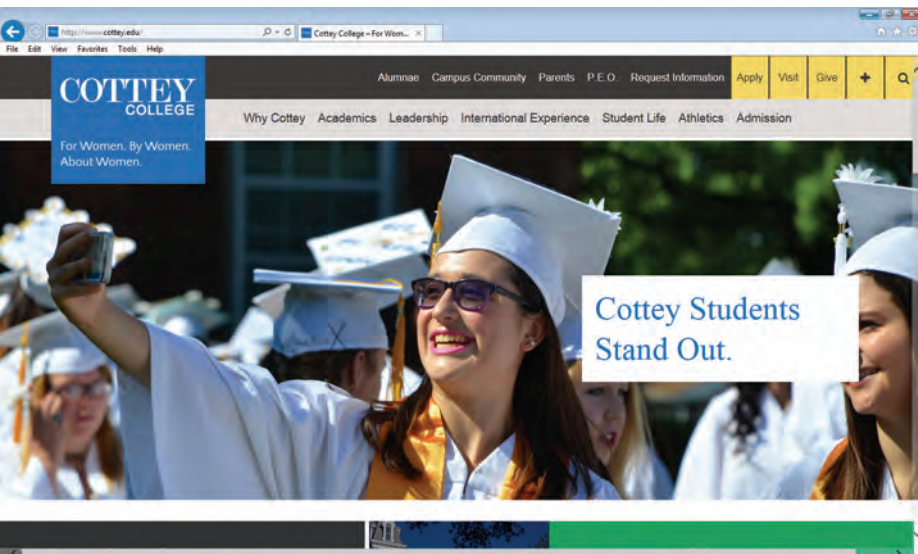 http://www.cottey.edu/
Cottey College – For Wom...
File Edit View Favorites Tools Help
COTTEY
COLLEGE
For Women. By Women.
About Women.
Alumnae Campus Community Parents P.E.O. Request Information Apply Visit Give
Why Cottey Academics Leadership International Experience Student Life Athletics Admission
Cottey Students
Stand Out.